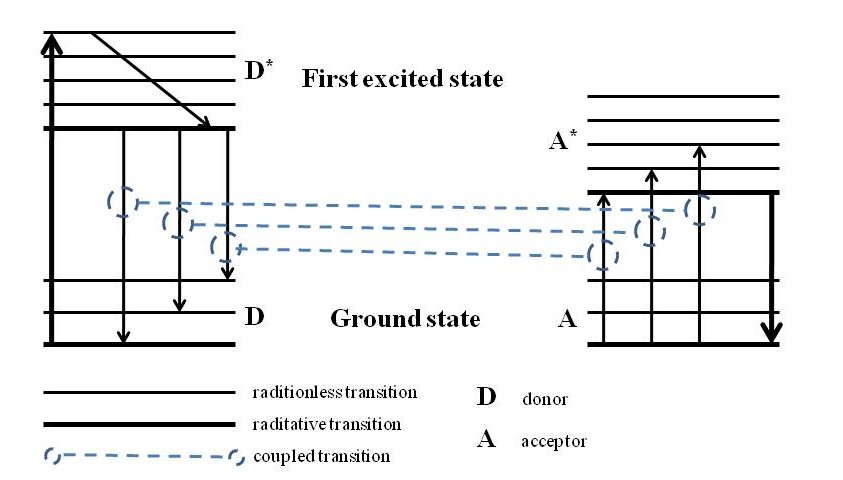 D*
First excited state
A*
D
Ground state
A
raditionless transition
raditative transition
coupled transition
D donor
A acceptor